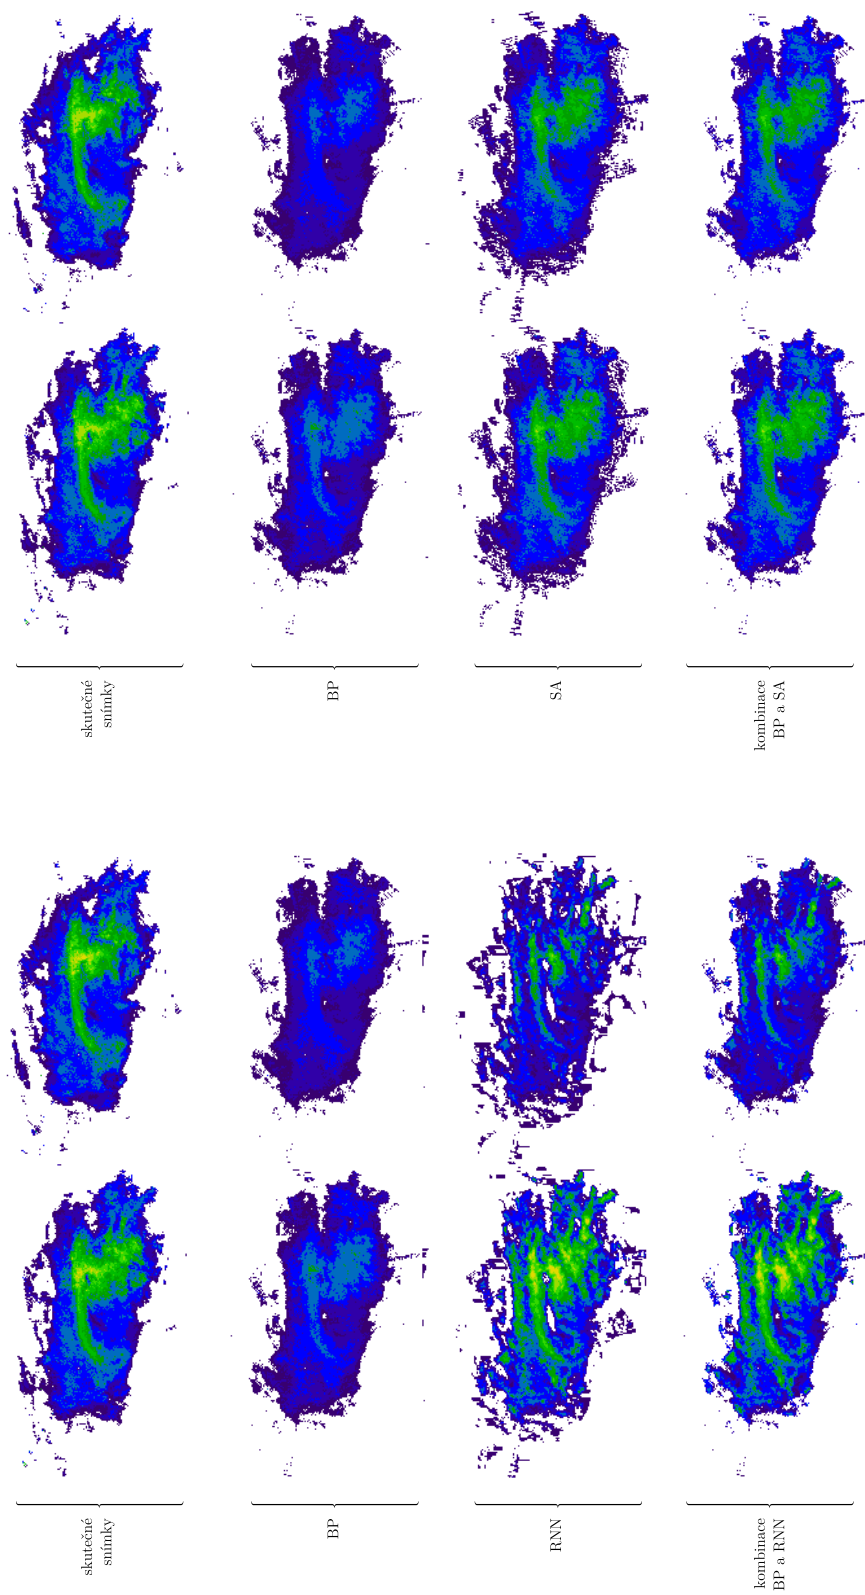 skutečné
snímky
BP
SA
kombinace
BP a SA
skutečné
snímky
BP
RNN
kombinace
BP a RNN